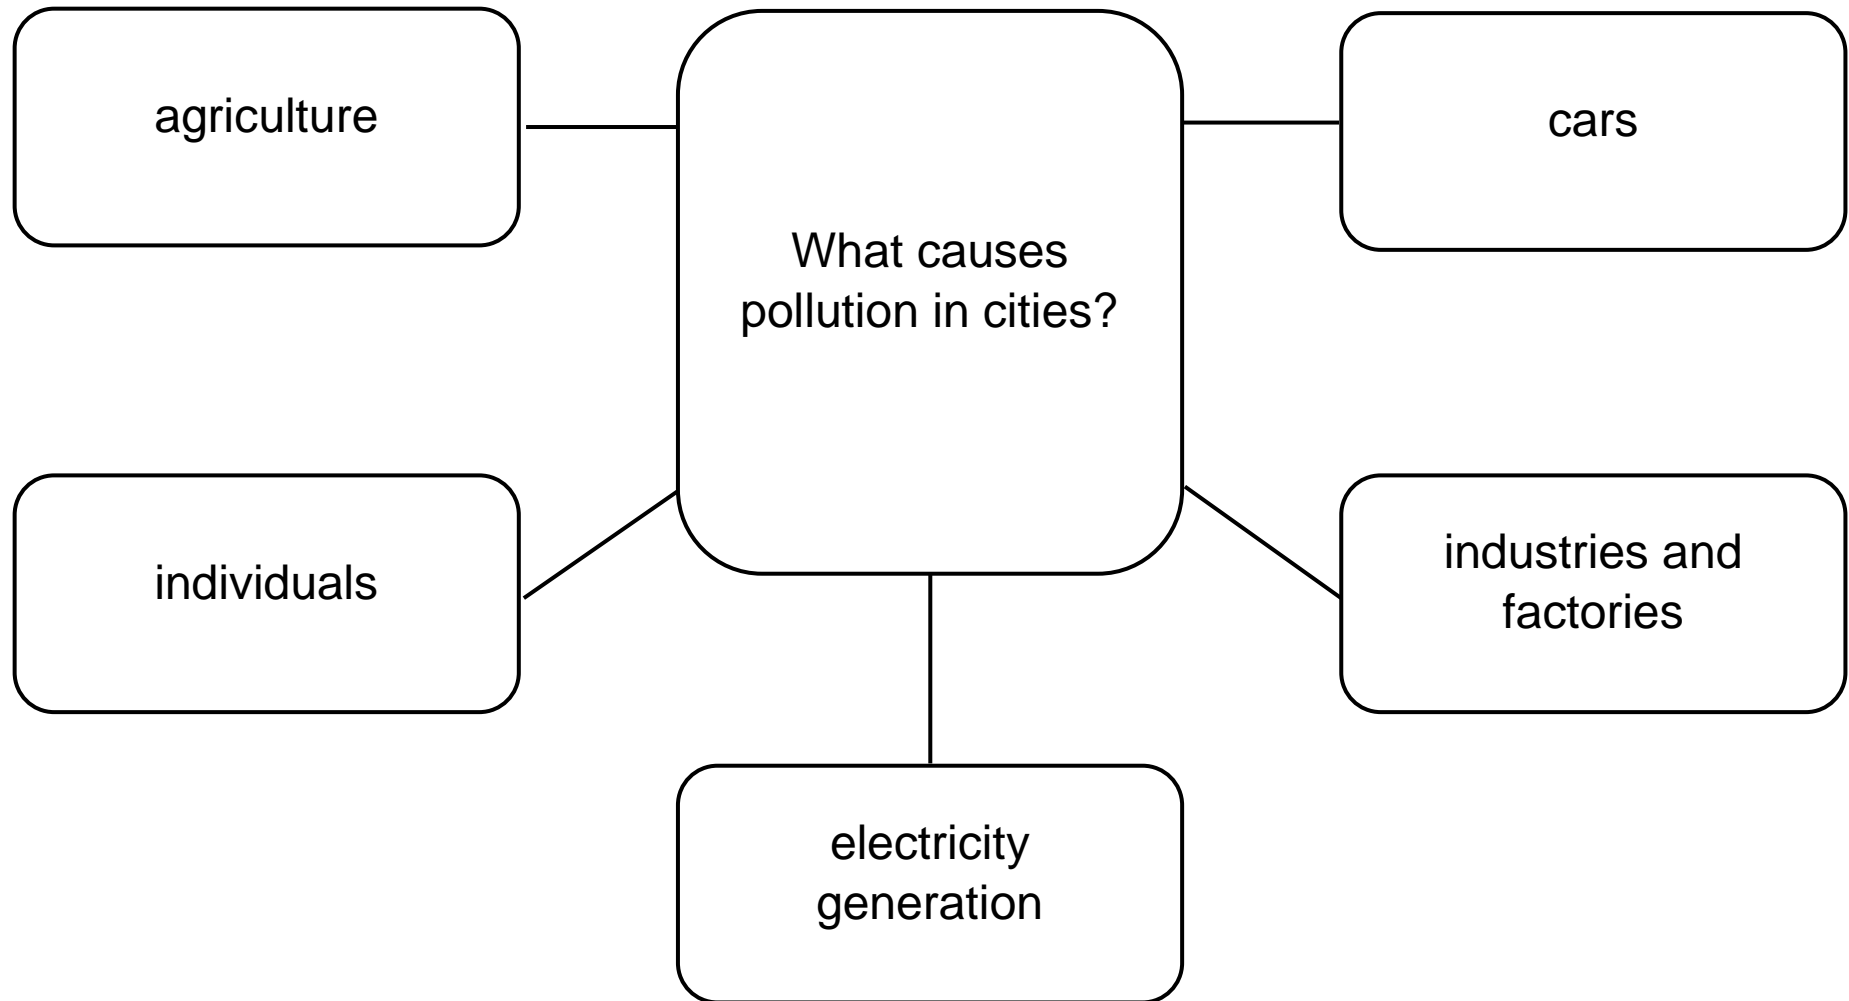 agriculture
What causes
pollution in cities?
cars
individuals
industries and
factories
electricity
generation